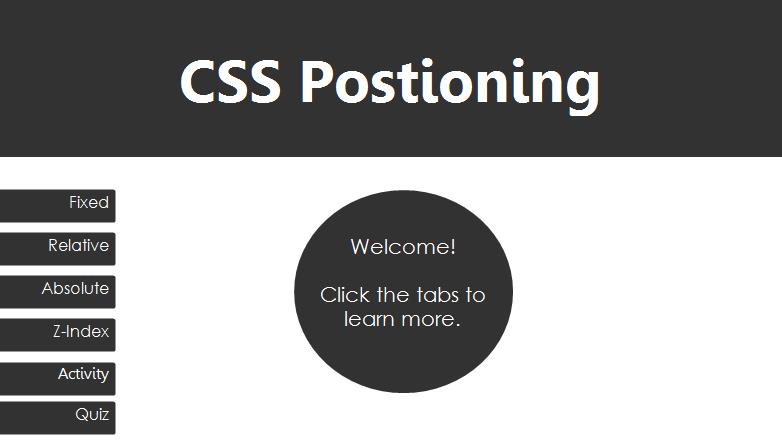 CSS Postioning
Fixed
Relative
Absolute
Z-Index
Activity
Quiz
Welcome!
Click the tabs to
learn more.